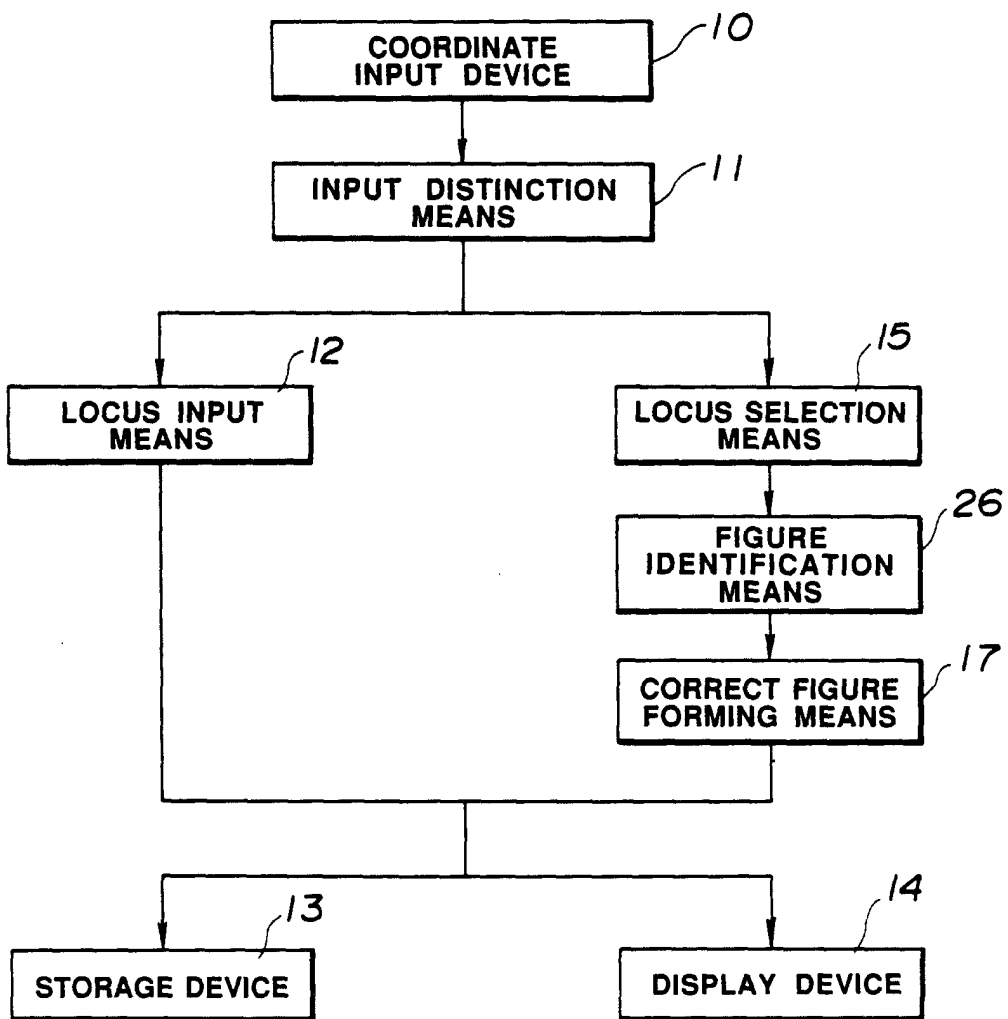 10
COORDINATE
INPUT DEVICE
11
INPUT DISTINCTION
MEANS
12
LOCUS INPUT
MEANS
15
LOCUS SELECTION
MEANS
26
FIGURE
IDENTIFICATION
MEANS
17
CORRECT FIGURE
FORMING MEANS
13
STORAGE DEVICE
14
DISPLAY DEVICE